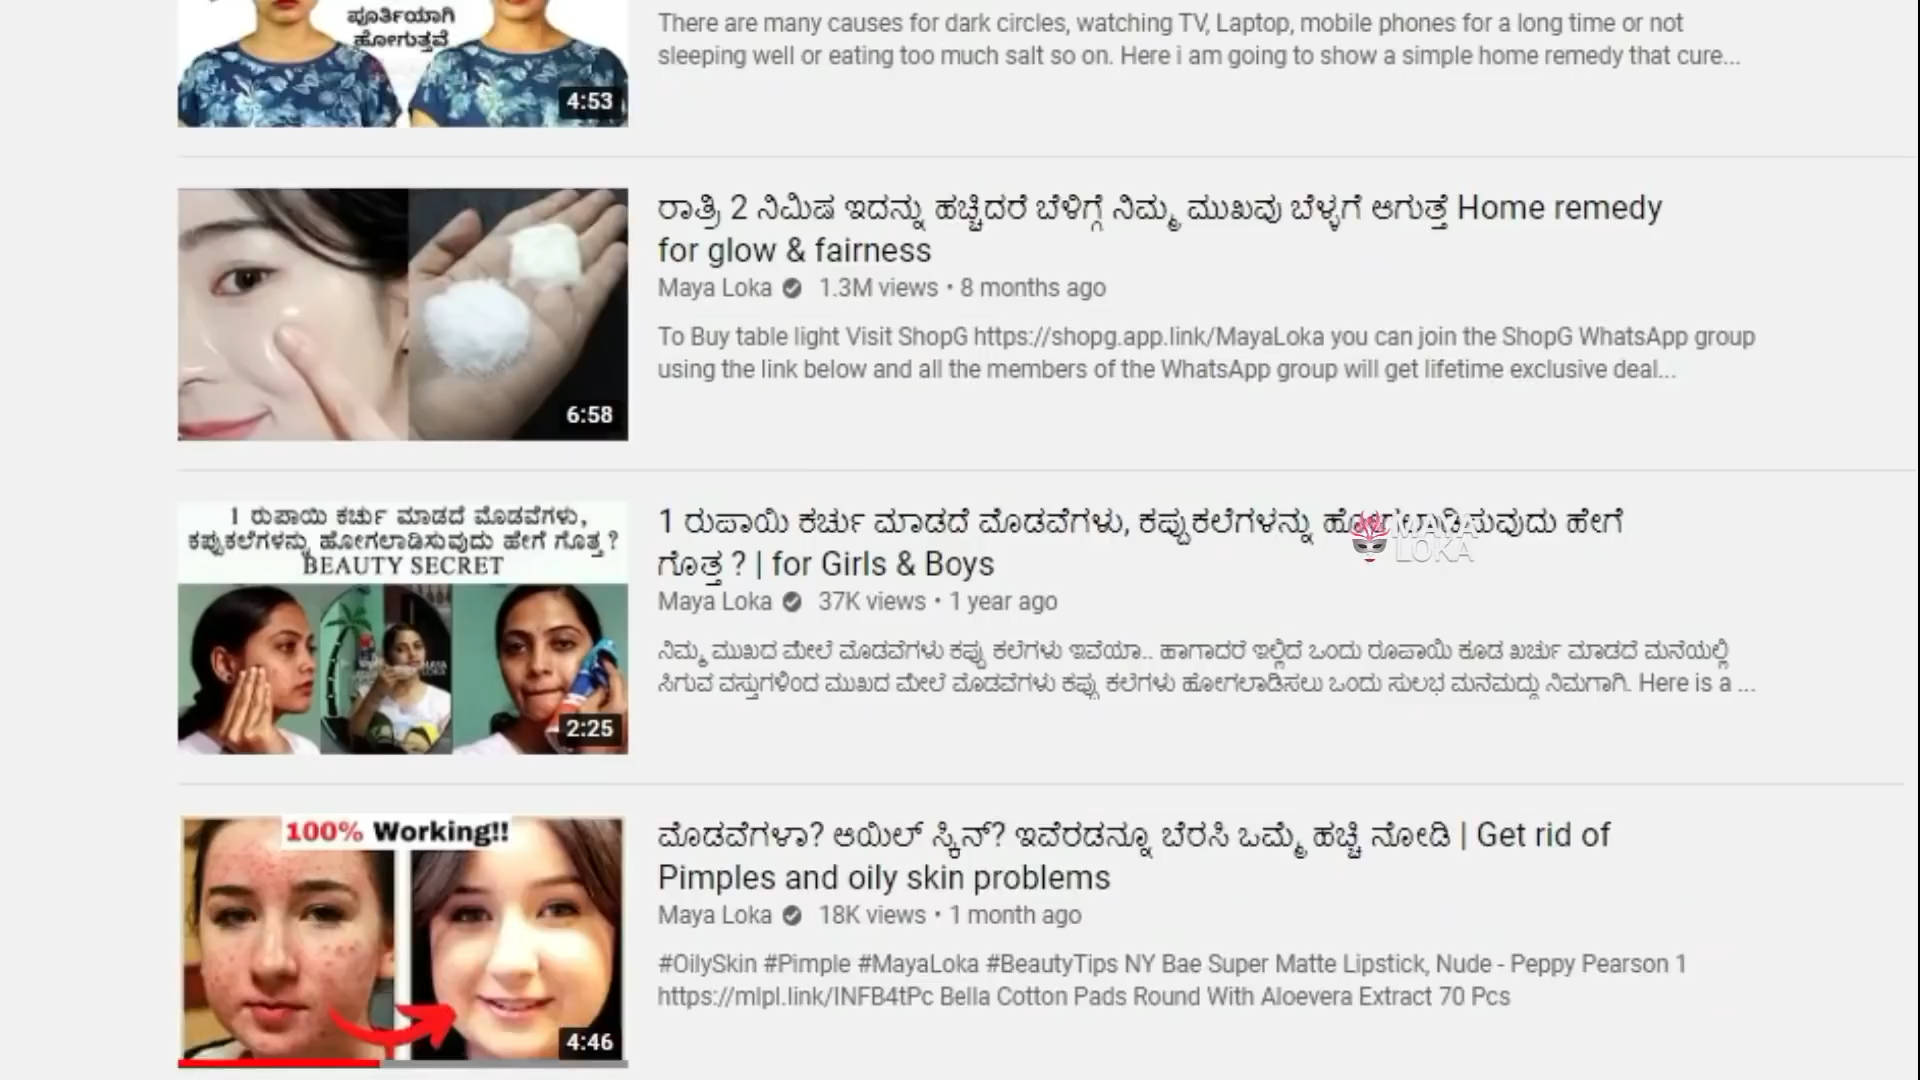 ಪೂರ್ತಿಯಾಗಿ
ಹೋಗುತ್ತವೆ
4:53
There are many causes for dark circles, watching TV, Laptop, mobile phones for a long time or not
sleeping well or eating too much salt so on. Here i am going to show a simple home remedy that cure...
6:58
ರಾತ್ರಿ 2 ನಿಮಿಷ ಇದನ್ನು ಹಚ್ಚಿದರೆ ಬೆಳಿಗ್ಗೆ ನಿಮ್ಮ ಮುಖವು ಬೆಳ್ಳಗೆ ಆಗುತ್ತೆ Home remedy
for glow & fairness
Maya Loka 1.3M views • 8 months ago
To Buy table light Visit ShopG https://shopg.app.link/MayaLoka you can join the ShopG WhatsApp group
using the link below and all the members of the WhatsApp group will get lifetime exclusive deal...
1 ರುಪಾಯಿ ಕರ್ಚು ಮಾಡದೆ ಮೊಡವೆಗಳು,
ಕಪ್ಪುಕಲೆಗಳನ್ನು ಹೋಗಲಾಡಿಸುವುದು ಹೇಗೆ ಗೊತ್ತ ?
BEAUTY SECRET
2:25
1 ರುಪಾಯಿ ಕರ್ಚು ಮಾಡದೆ ಮೊಡವೆಗಳು, ಕಪ್ಪುಕಲೆಗಳನ್ನು ಹೋಗಲಾಡಿಸುವುದು ಹೇಗೆ
ಗೊತ್ತ ? | for Girls & Boys
MAYA
LOKA
Maya Loka 37K views • 1 year ago
ನಿಮ್ಮ ಮುಖದ ಮೇಲೆ ಮೊಡವೆಗಳು ಕಪ್ಪು ಕಲೆಗಳು ಇವೆಯಾ.. ಹಾಗಾದರೆ ಇಲ್ಲಿದೆ ಒಂದು ರೂಪಾಯಿ ಕೂಡ ಖರ್ಚು ಮಾಡದೆ ಮನೆಯಲ್ಲಿ
ಸಿಗುವ ವಸ್ತುಗಳಿಂದ ಮುಖದ ಮೇಲೆ ಮೊಡವೆಗಳು ಕಪ್ಪು ಕಲೆಗಳು ಹೋಗಲಾಡಿಸಲು ಒಂದು ಸುಲಭ ಮನೆಮದ್ದು ನಿಮಗಾಗಿ. Here is a ...
100% Working!!
4:46
ಮೊಡವೆಗಳಾ? ಆಯಿಲ್ ಸ್ಕಿನ್? ಇವೆರಡನ್ನೂ ಬೆರಸಿ ಒಮ್ಮೆ ಹಚ್ಚಿ ನೋಡಿ | Get rid of
Pimples and oily skin problems
Maya Loka 18K views • 1 month ago
#OilySkin #Pimple #MayaLoka #BeautyTips NY Bae Super Matte Lipstick, Nude - Peppy Pearson 1
https://mlpl.link/INFB4tPc Bella Cotton Pads Round With Aloevera Extract 70 Pcs